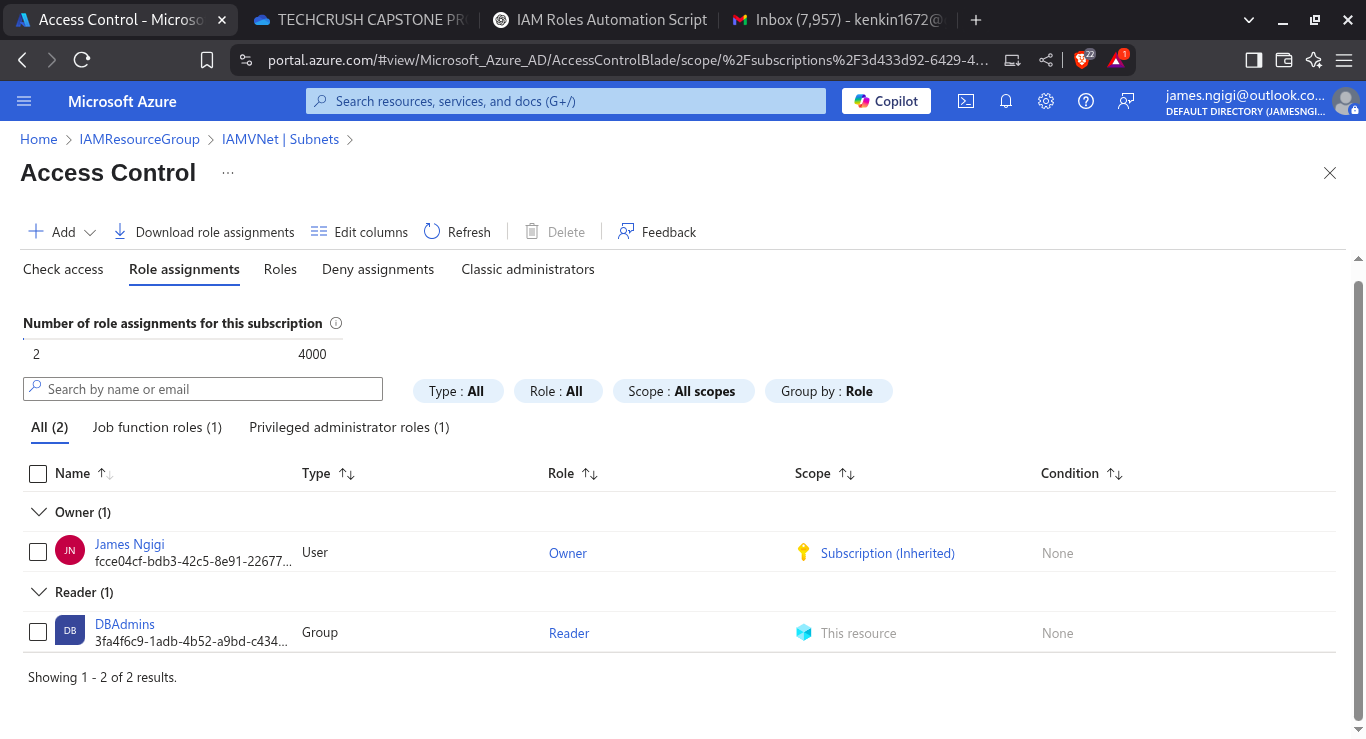 Access Control - Microso
TECHCRUSH CAPSTONE PRO
IAM Roles Automation Script
Inbox (7,957) - kenkin1672@
portal.azure.com/#view/Microsoft_Azure_AD/AccessControlBlade/scope/%2Fsubscriptions%2F3d433d92-6429-4...
22
1
Microsoft Azure
Search resources, services, and docs (G+/)
Copilot
james.ngigi@outlook.co...
DEFAULT DIRECTORY (JAMESNGI...
Home > IAMResourceGroup > IAMVNet | Subnets >
Access Control ...
Add
Download role assignments
Edit columns
Refresh
Delete
Feedback
Check access
Role assignments
Roles
Deny assignments
Classic administrators
Number of role assignments for this subscription
2 4000
Search by name or email
Type : All
Role : All
Scope : All scopes
Group by : Role
All (2)
Job function roles (1)
Privileged administrator roles (1)
Name Type Role Scope Condition
Owner (1)
JN
James Ngigi
fcce04cf-bdb3-42c5-8e91-22677...
User
Owner
Subscription (Inherited)
None
Reader (1)
DB
DBAdmins
3fa4f6c9-1adb-4b52-a9bd-c434...
Group
Reader
This resource
None
Showing 1 - 2 of 2 results.